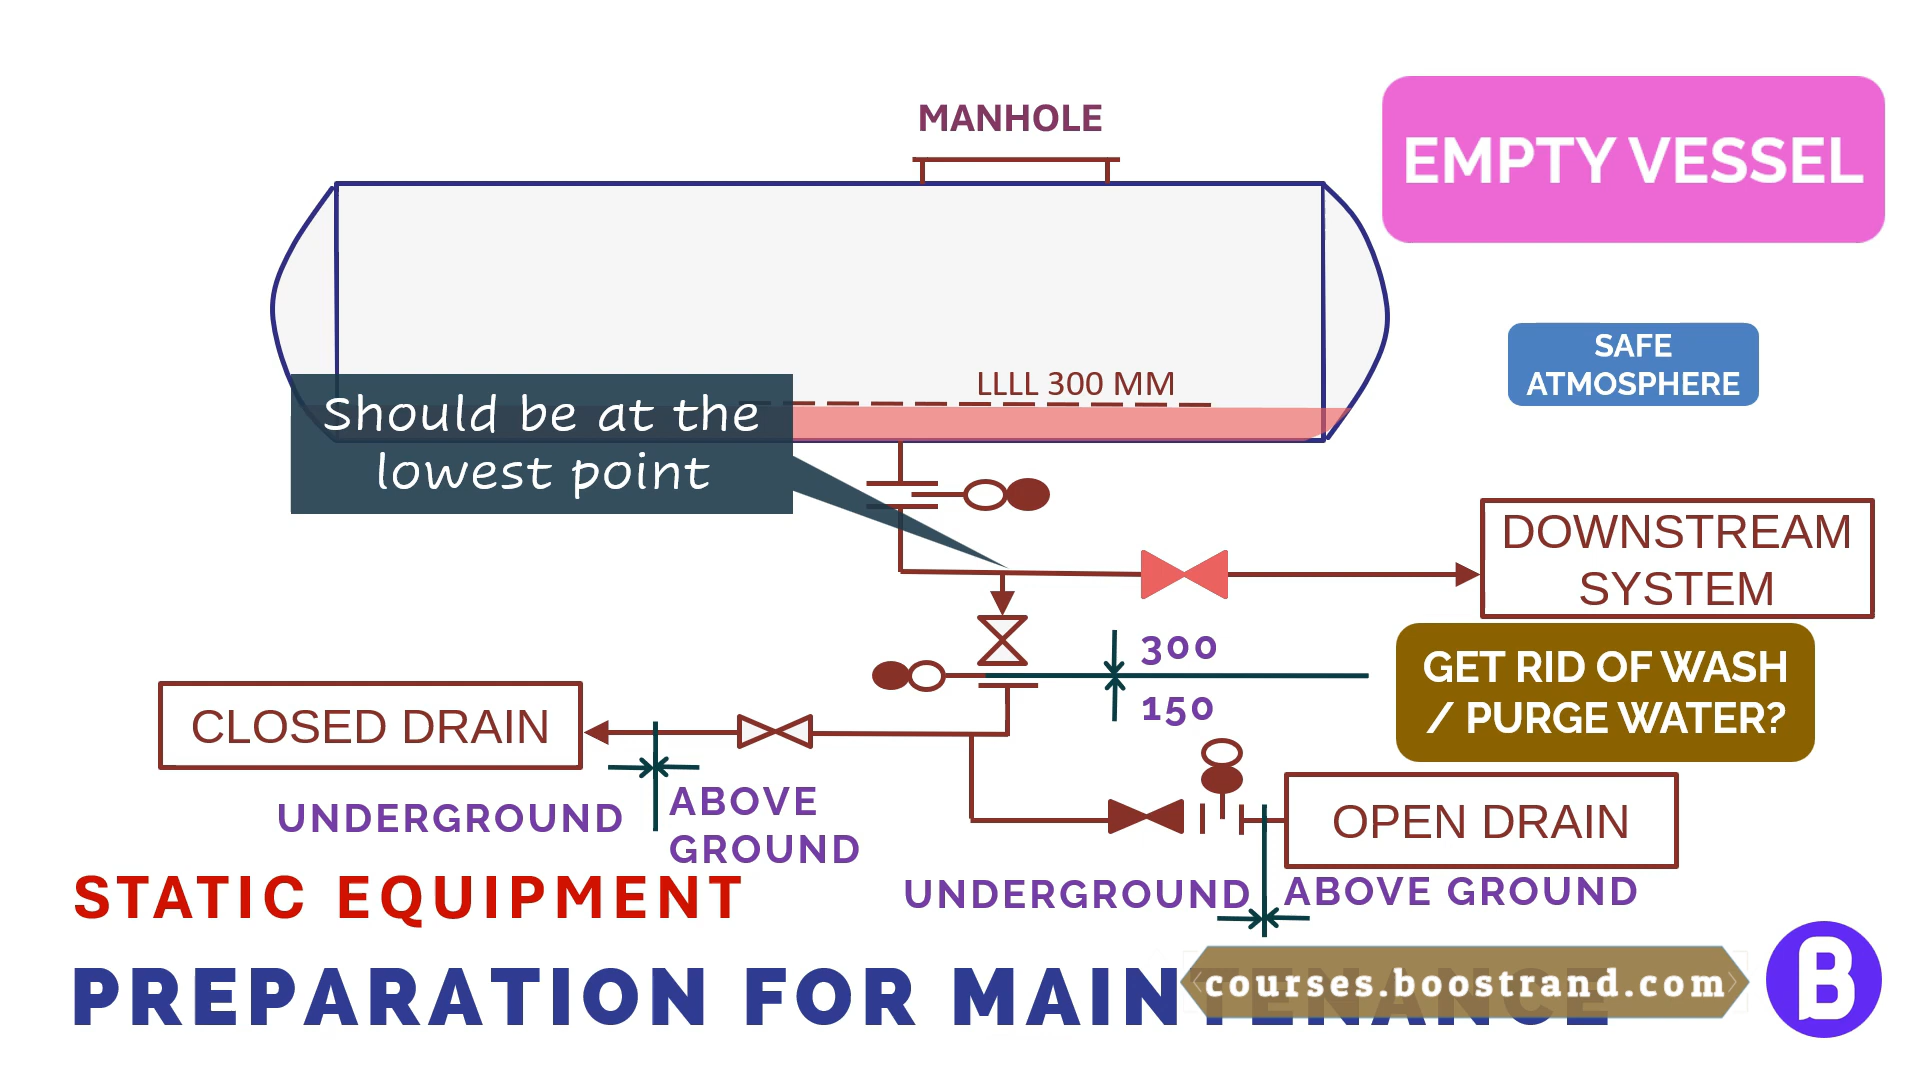 MANHOLE
EMPTY VESSEL
SAFE
ATMOSPHERE
LLLL 300 MM
Should be at the
lowest point
DOWNSTREAM
SYSTEM
300
150
GET RID OF WASH
/ PURGE WATER?
CLOSED DRAIN
UNDERGROUND
ABOVE
GROUND
OPEN DRAIN
UNDERGROUND
ABOVE GROUND
STATIC EQUIPMENT
PREPARATION FOR MAINTENANCE
courses.boostrand.com
B